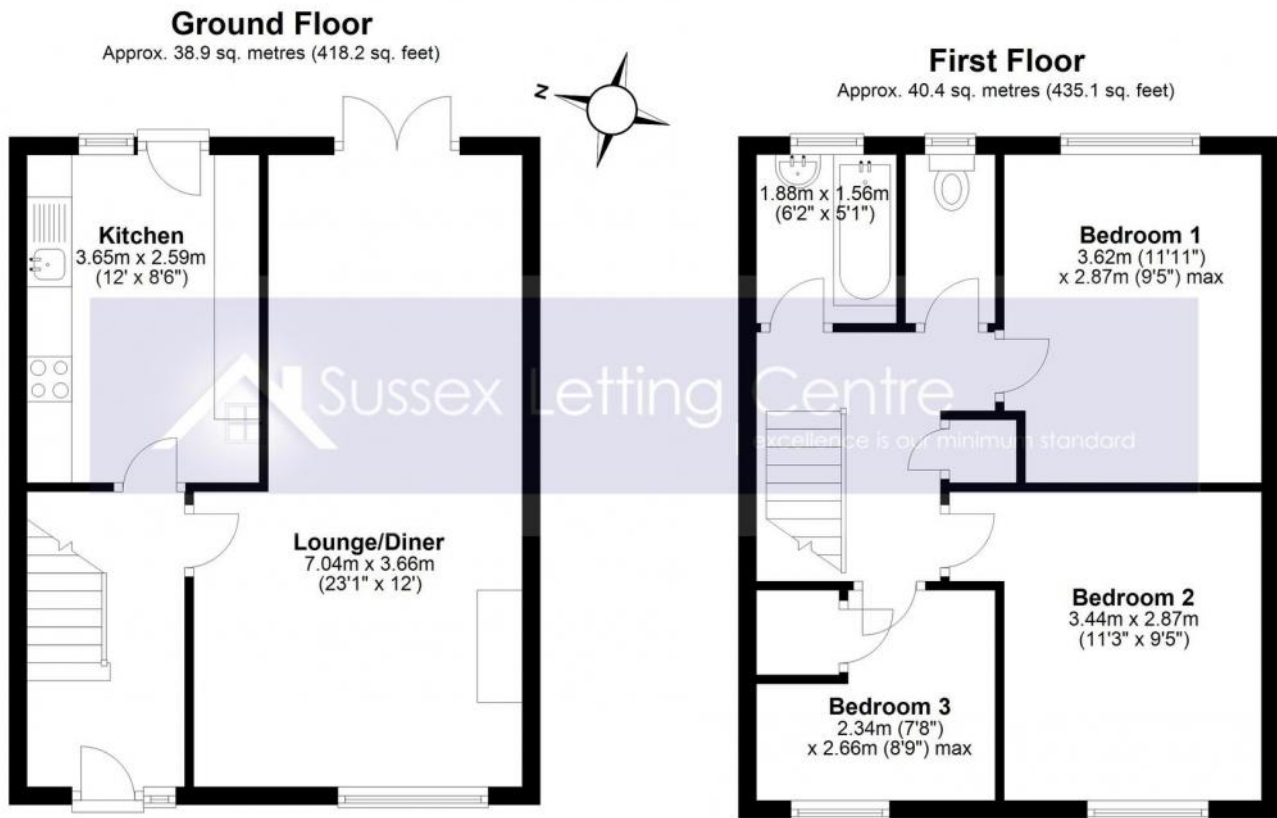 Ground Floor
Approx. 38.9 sq. metres (418.2 sq. feet)
N
First Floor
Approx. 40.4 sq. metres (435.1 sq. feet)
Kitchen
3.65m x 2.59m
(12' x 8'6")
1.88m x 1.56m
(6'2" x 5'1")
Bedroom 1
3.62m (11'11")
x 2.87m (9'5") max
Sussex Letting Centre
excellence is our minimum standard
Lounge/Diner
7.04m x 3.66m
(23'1" x 12')
Bedroom 2
3.44m x 2.87m
(11'3" x 9'5")
Bedroom 3
2.34m (7'8")
x 2.66m (8'9") max